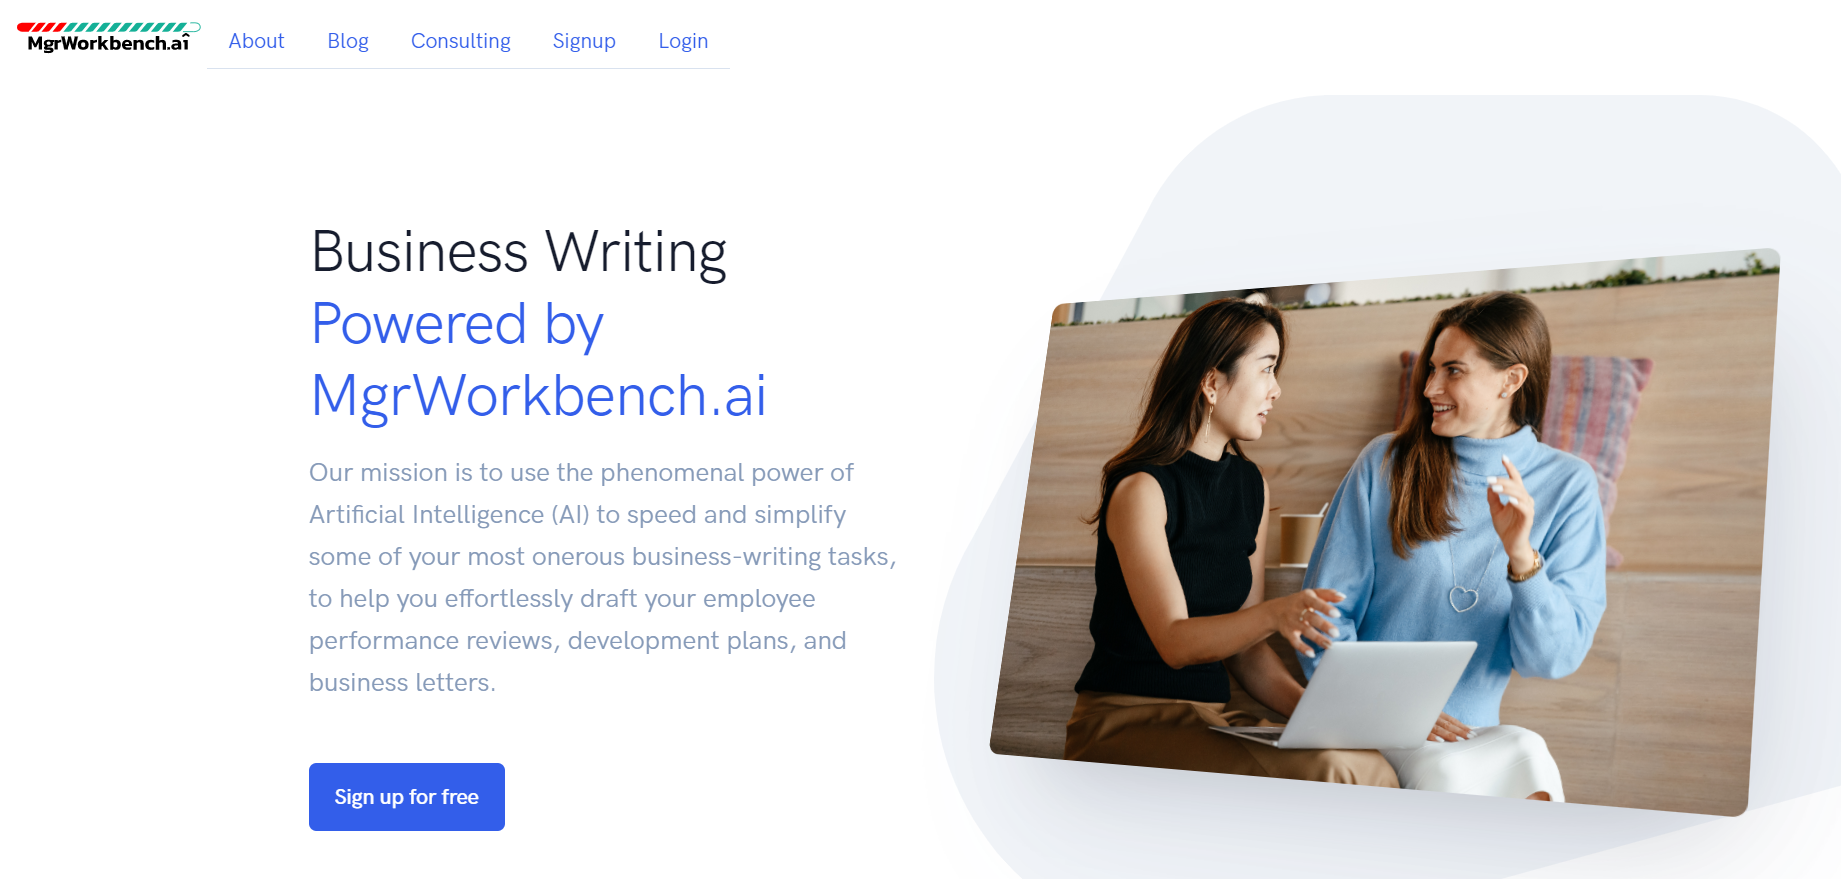 MgrWorkbench.ai
About Blog Consulting Signup Login
Business Writing
Powered by
MgrWorkbench.ai
Our mission is to use the phenomenal power of
Artificial Intelligence (AI) to speed and simplify
some of your most onerous business-writing tasks,
to help you effortlessly draft your employee
performance reviews, development plans, and
business letters.
Sign up for free